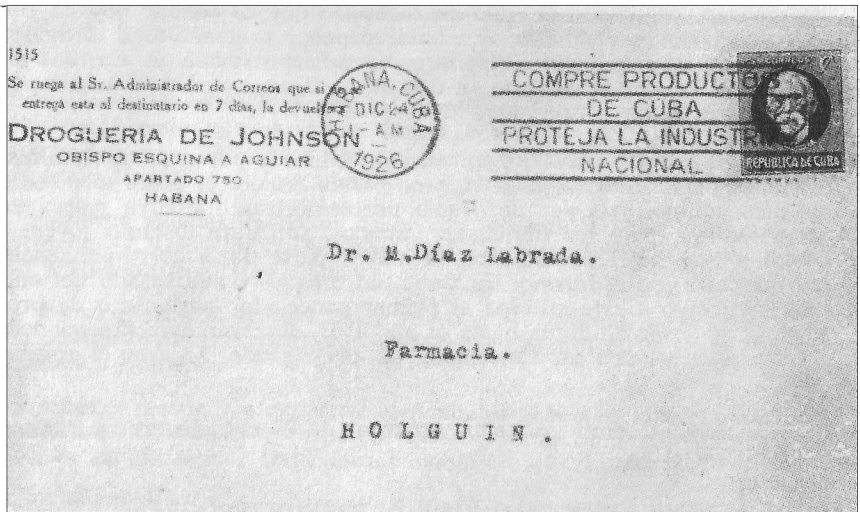 1515
Se ruega al Sr. Administrador de Correos que si no
entrega esta al destinatario en 7 días, la devuelva
DROGUERIA DE JOHNSON
OBISPO ESQUINA A AGUIAR
APARTADO 750
HABANA
HABANA, CUBA
DIC 24
1 - AM
1926
COMPRE PRODUCTOS
DE CUBA
PROTEJA LA INDUSTRIA
NACIONAL
REPUBLICA DE CUBA
Dr. M.Díaz Labrada.
Farmacia.
HOLGUIN.